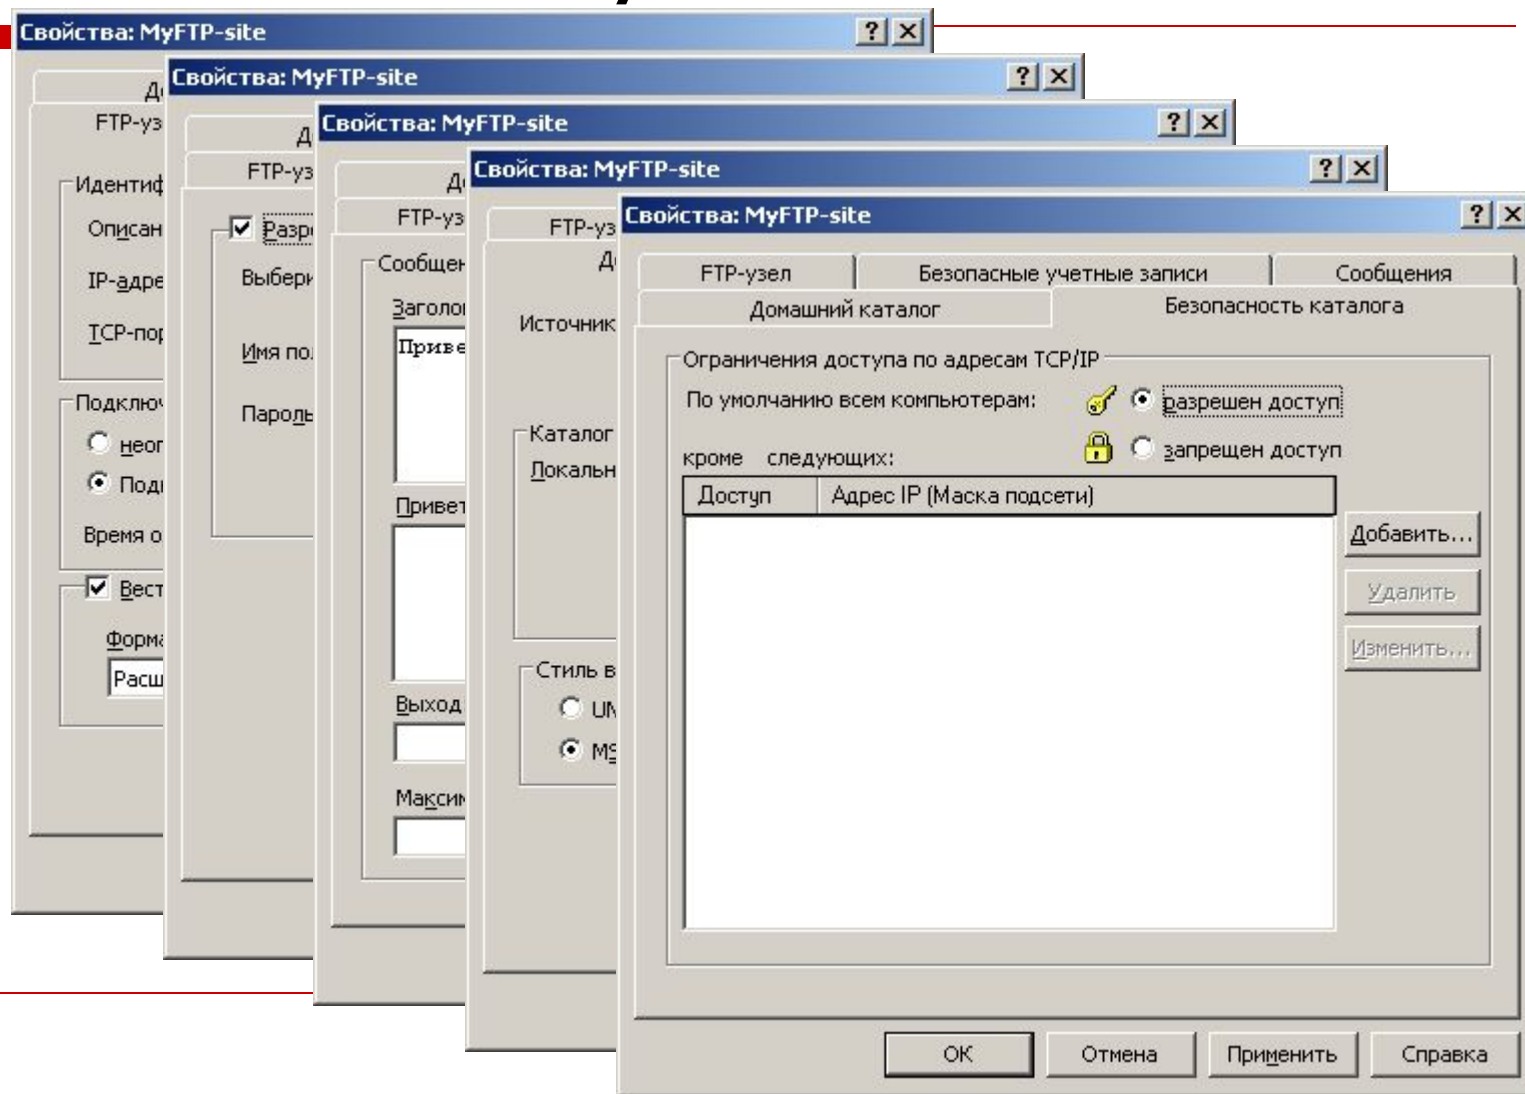 Свойства: MyFTP-site
FTP-уз
Идентиф
Описан
IP-адре
TCP-пор
Подклю
неог
Подк
Время о
Вест
Форма
Расш
Свойства: MyFTP-site
FTP-уз
Разр
Выбери
Имя по
Пароль
Свойства: MyFTP-site
FTP-уз
Сообщен
Заголо
Приве
Привет
Выход
Максим
Свойства: MyFTP-site
FTP-уз
Источник
Каталог
Локальн
Стиль в
UN
MS
Свойства: MyFTP-site
FTP-узел Безопасные учетные записи Сообщения
Домашний каталог Безопасность каталога
Ограничения доступа по адресам TCP/IP
По умолчанию всем компьютерам: разрешен доступ
запрещен доступ
кроме следующих:
Доступ Адрес IP (Маска подсети)
Добавить...
Удалить
Изменить...
ОК Отмена Применить Справка